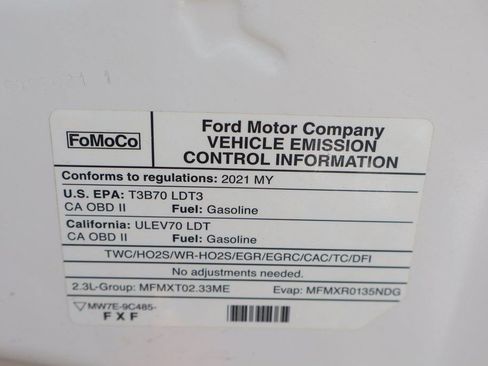 FoMoCo
Ford Motor Company
VEHICLE EMISSION
CONTROL INFORMATION
Conforms to regulations: 2021 MY
U.S. EPA: T3B70 LDT3
CA OBD II Fuel: Gasoline
California: ULEV70 LDT
CA OBD II Fuel: Gasoline
TWC/HO2S/WR-HO2S/EGR/EGRC/CAC/TC/DFI
No adjustments needed.
2.3L-Group: MFMXT02.33ME Evap: MFMXR0135NDG
MW7E-9C485-
FXF